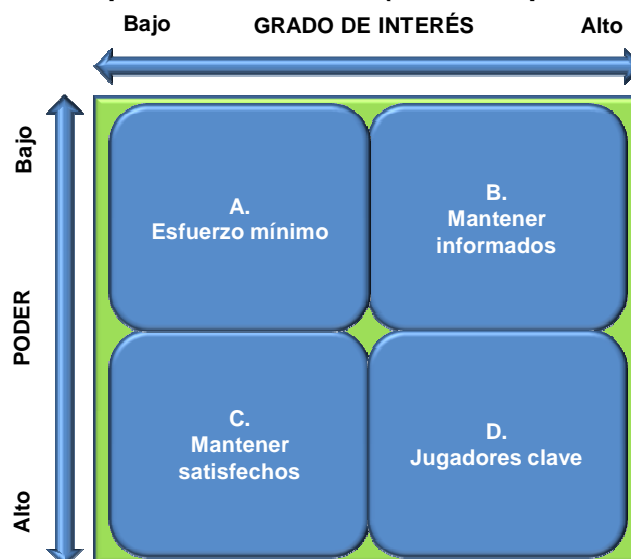 Bajo GRADO DE INTERÉS Alto
Bajo
PODER
Alto
A.
Esfuerzo mínimo
B.
Mantener
informados
C.
Mantener
satisfechos
D.
Jugadores clave